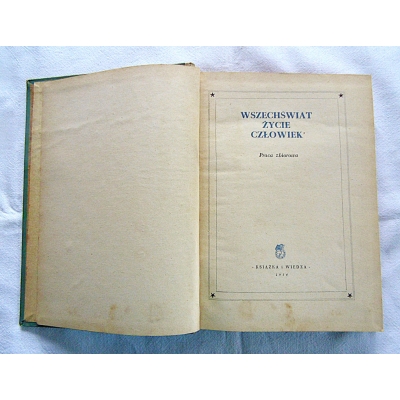 WSZECHŚWIAT
ŻYCIE
CZŁOWIEK
Praca zbiorowa
"KSIĄŻKA i WIEDZA"